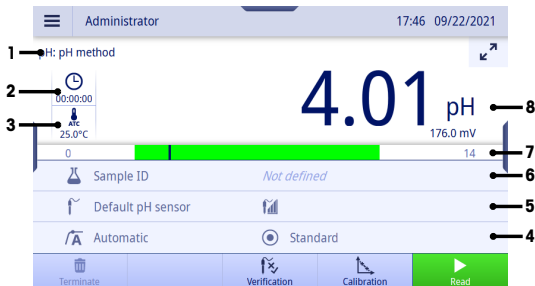 Administrator 17:46 09/22/2021
1 pH: pH method
2 00:00:00
4.01 pH 8
3 ATC
25.0°C 176.0 mV
0 14 7
Sample ID Not defined 6
Default pH sensor 5
A Automatic Standard 4
Terminate Verification Calibration Read